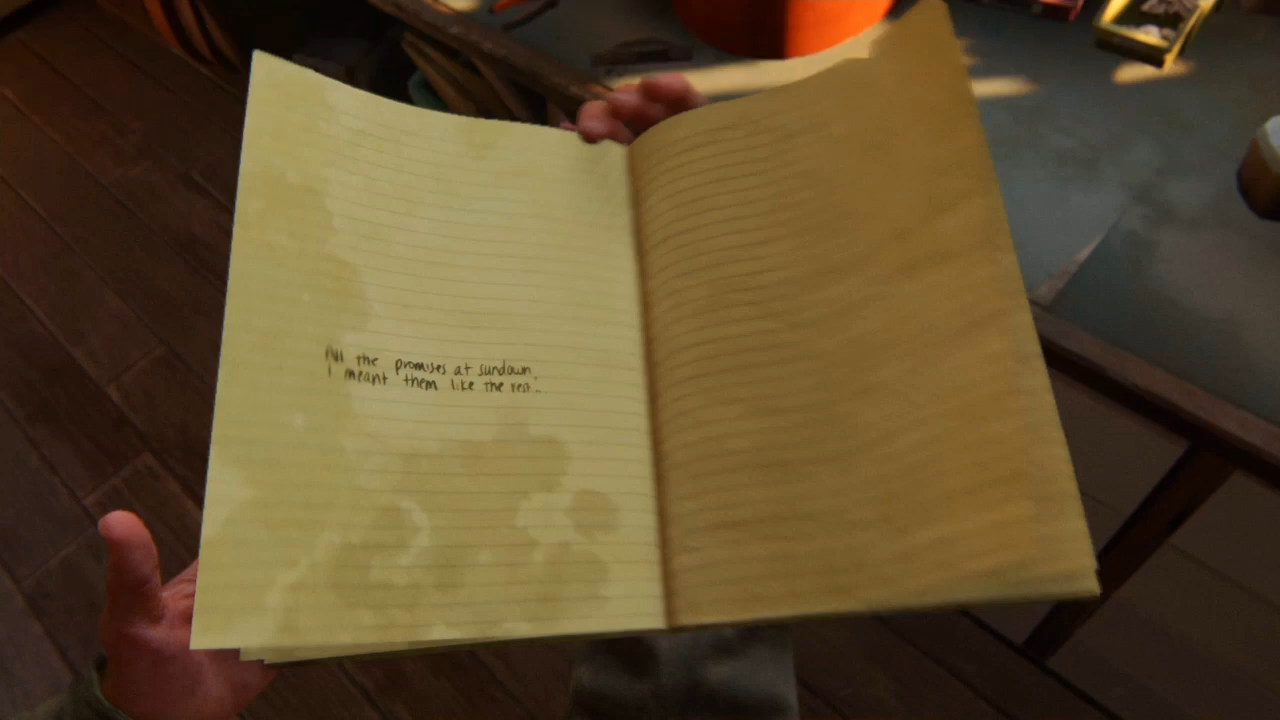 All the promises at sundown.
I meant them like the rest..